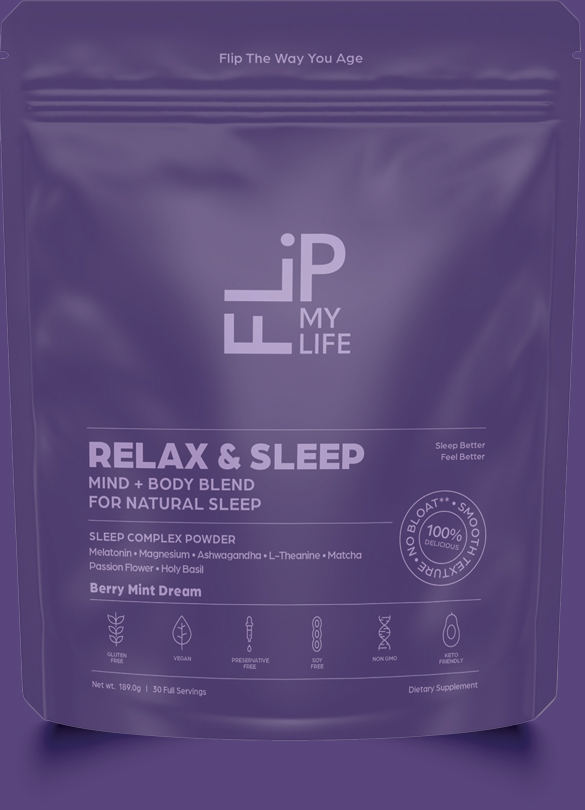 Flip The Way You Age
FLiP
MY
LIFE
RELAX & SLEEP
Sleep Better
Feel Better
MIND + BODY BLEND
FOR NATURAL SLEEP
NO BLOAT** • SMOOTH TEXTURE •
100%
DELICIOUS
SLEEP COMPLEX POWDER
Melatonin • Magnesium • Ashwagandha • L-Theanine • Matcha
Passion Flower • Holy Basil
Berry Mint Dream
GLUTEN
FREE
VEGAN
PRESERVATIVE
FREE
SOY
FREE
NON GMO
KETO
FRIENDLY
Net wt. 189.0g | 30 Full Servings
Dietary Supplement